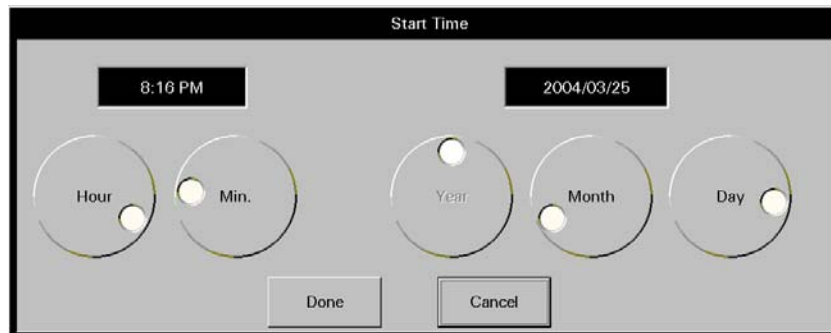 Start Time
8:16 PM
2004/03/25
Hour
Min.
Year
Month
Day
Done
Cancel